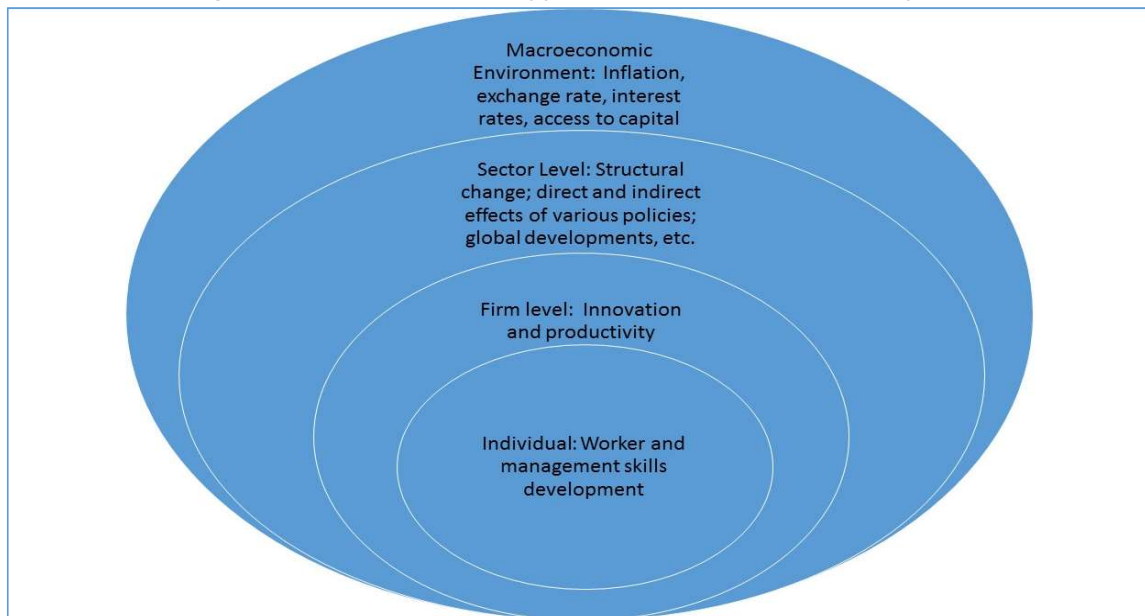 Macroeconomic
Environment: Inflation,
exchange rate, interest
rates, access to capital
Sector Level: Structural
change; direct and indirect
effects of various policies;
global developments, etc.
Firm level: Innovation
and productivity
Individual: Worker and
management skills
development